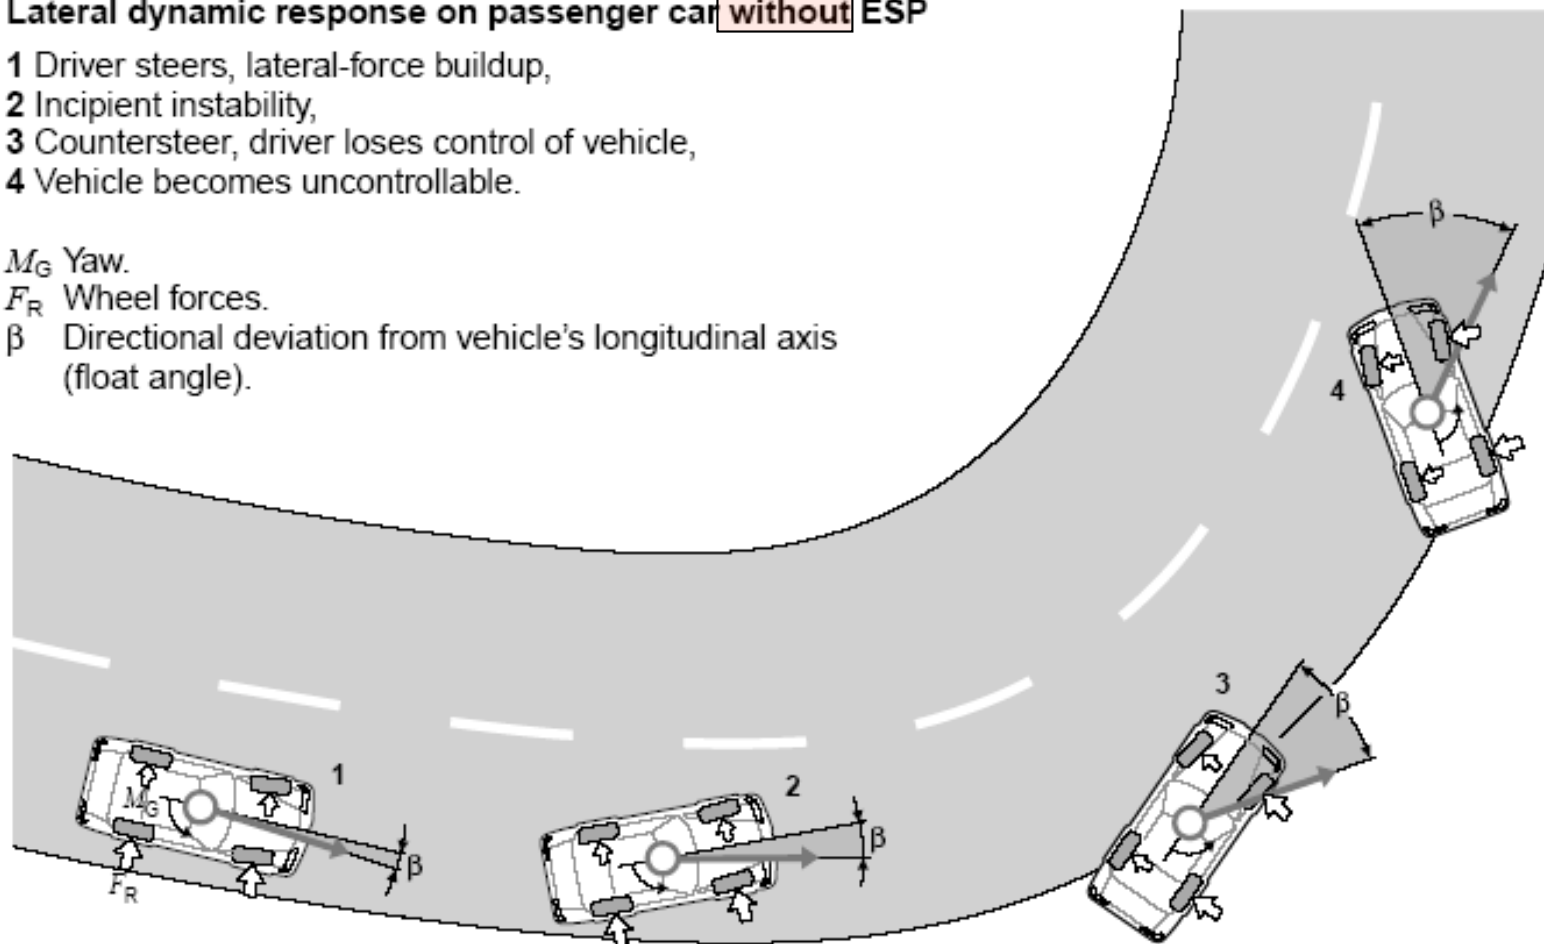 Lateral dynamic response on passenger car without ESP
1 Driver steers, lateral-force buildup,
2 Incipient instability,
3 Countersteer, driver loses control of vehicle,
4 Vehicle becomes uncontrollable.
MG Yaw.
FR Wheel forces.
β Directional deviation from vehicle’s longitudinal axis
(float angle).
β
4
3
β
1
MG
β
FR
2
β